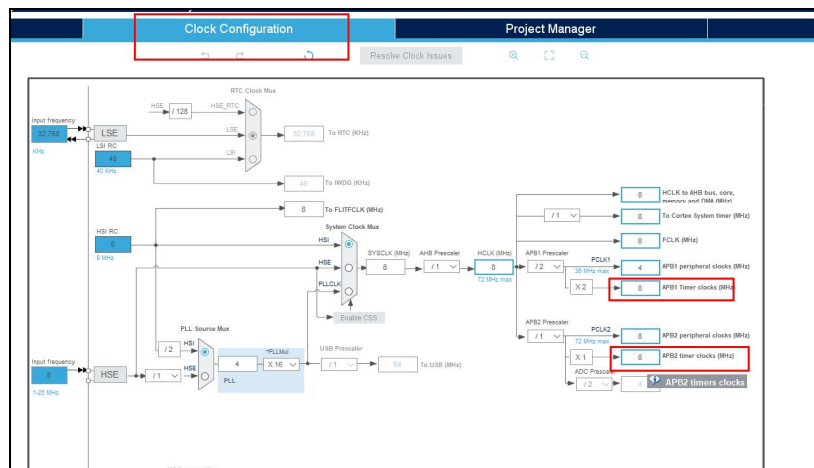 Clock Configuration
Project Manager
Resolve Clock Issues
RTC Clock Mux
HSE
/ 128
HSE_RTC
Input frequency
32.768
KHz
LSE
LSE
32.768
To RTC (KHz)
LSI RC
40
40 KHz
LSI
40
To IWDG (KHz)
8
To FLITFCLK (MHz)
System Clock Mux
HSI RC
8
8 MHz
HSI
HSE
PLLCLK
SYSCLK (MHz)
8
AHB Prescaler
/ 1
HCLK (MHz)
8
72 MHz max
8
HCLK to AHB bus, core,
memory and DMA (MHz)
/ 1
8
To Cortex System timer (MHz)
8
FCLK (MHz)
APB1 Prescaler
/ 2
PCLK1
36 MHz max
4
APB1 peripheral clocks (MHz)
X 2
8
APB1 Timer clocks (MHz)
Enable CSS
APB2 Prescaler
/ 1
PCLK2
72 MHz max
8
APB2 peripheral clocks (MHz)
X 1
8
APB2 timer clocks (MHz)
ADC Prescaler
/ 2
4
APB2 timers clocks
PLL Source Mux
/ 2
HSI
HSE
4
*PLLMul
X 16
PLL
USB Prescaler
/ 1
64
To USB (MHz)
Input frequency
8
1-25 MHz
HSE
/ 1